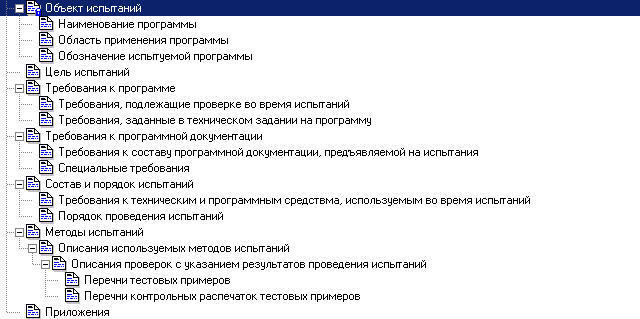 Объект испытаний
Наименование программы
Область применения программы
Обозначение испытуемой программы
Цель испытаний
Требования к программе
Требования, подлежащие проверке во время испытаний
Требования, заданные в техническом задании на программу
Требования к программной документации
Требования к составу программной документации, предъявляемой на испытания
Специальные требования
Состав и порядок испытаний
Требования к техническим и программным средствма, используемым во время испытаний
Порядок проведения испытаний
Методы испытаний
Описания используемых методов испытаний
Описания проверок с указанием результатов проведения испытаний
Перечни тестовых примеров
Перечни контрольных распечаток тестовых примеров
Приложения